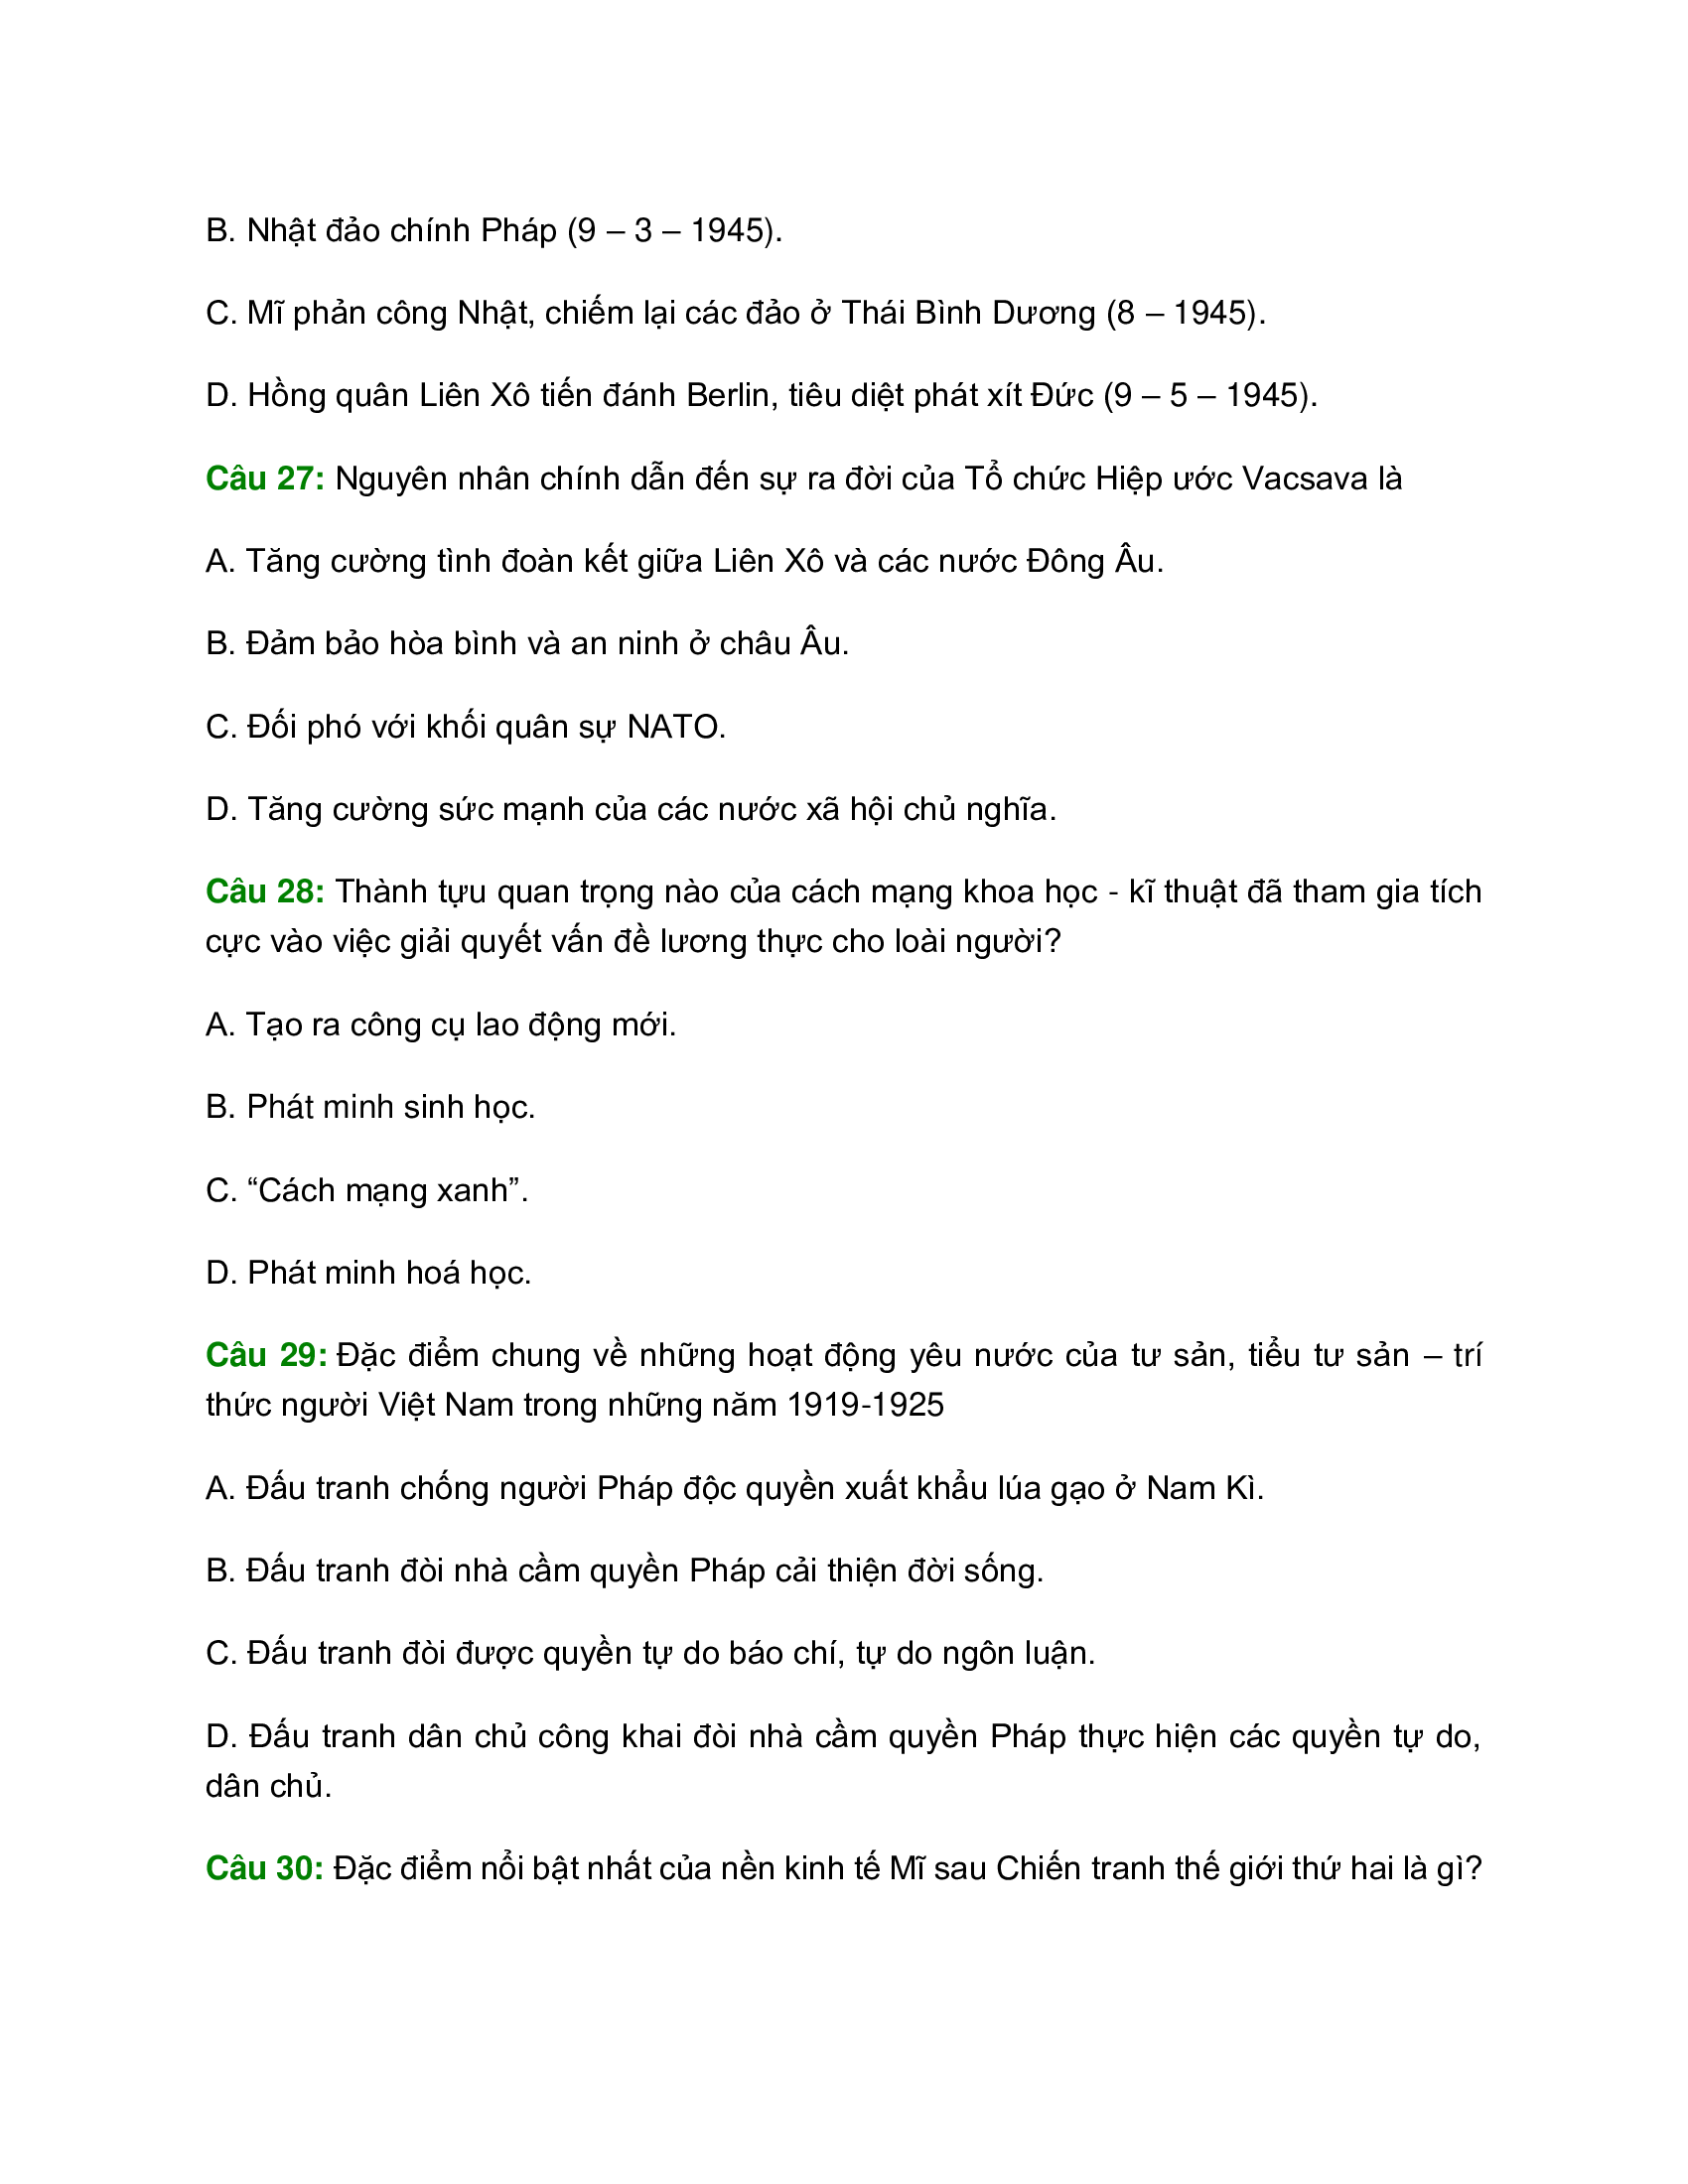 B. Nhật đảo chính Pháp (9 – 3 – 1945).
C. Mĩ phản công Nhật, chiếm lại các đảo ở Thái Bình Dương (8 – 1945).
D. Hồng quân Liên Xô tiến đánh Berlin, tiêu diệt phát xít Đức (9 – 5 – 1945).
Câu 27: Nguyên nhân chính dẫn đến sự ra đời của Tổ chức Hiệp ước Vacsava là
A. Tăng cường tình đoàn kết giữa Liên Xô và các nước Đông Âu.
B. Đảm bảo hòa bình và an ninh ở châu Âu.
C. Đối phó với khối quân sự NATO.
D. Tăng cường sức mạnh của các nước xã hội chủ nghĩa.
Câu 28: Thành tựu quan trọng nào của cách mạng khoa học - kĩ thuật đã tham gia tích
cực vào việc giải quyết vấn đề lương thực cho loài người?
A. Tạo ra công cụ lao động mới.
B. Phát minh sinh học.
C. “Cách mạng xanh”.
D. Phát minh hoá học.
Câu 29: Đặc điểm chung về những hoạt động yêu nước của tư sản, tiểu tư sản – trí
thức người Việt Nam trong những năm 1919-1925
A. Đấu tranh chống người Pháp độc quyền xuất khẩu lúa gạo ở Nam Kì.
B. Đấu tranh đòi nhà cầm quyền Pháp cải thiện đời sống.
C. Đấu tranh đòi được quyền tự do báo chí, tự do ngôn luận.
D. Đấu tranh dân chủ công khai đòi nhà cầm quyền Pháp thực hiện các quyền tự do,
dân chủ.
Câu 30: Đặc điểm nổi bật nhất của nền kinh tế Mĩ sau Chiến tranh thế giới thứ hai là gì?